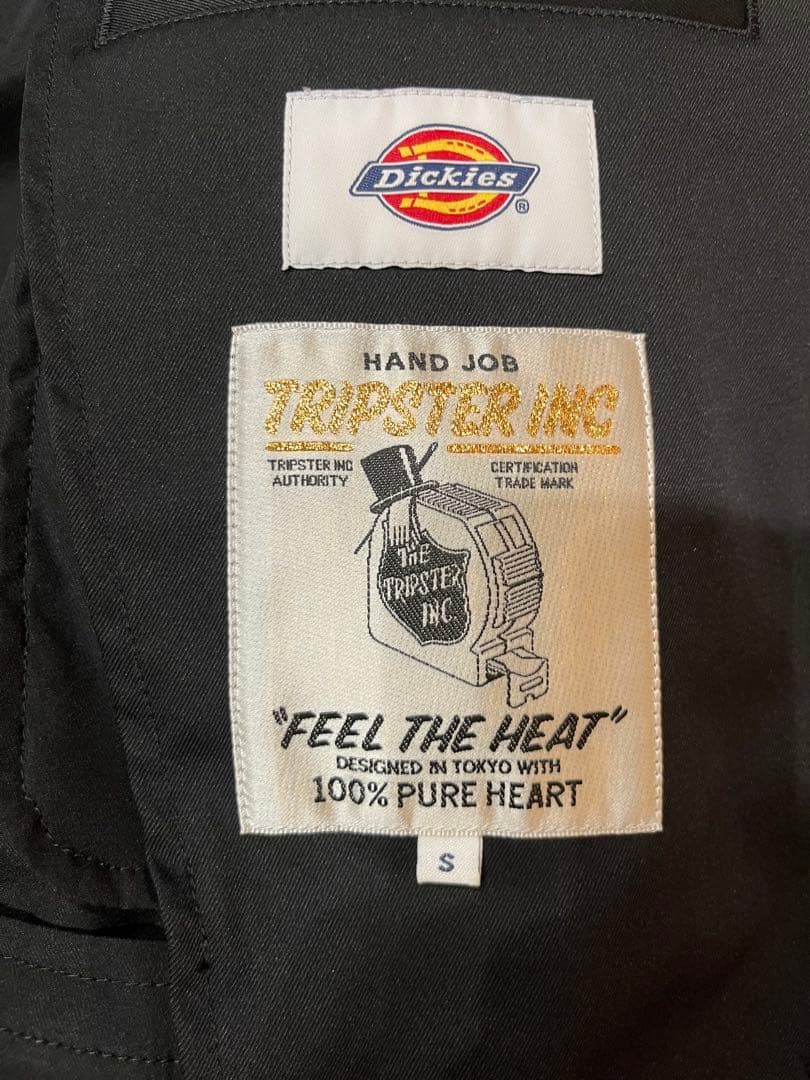 Dickies®
HAND JOB
TRIPSTER INC
TRIPSTER INC
AUTHORITY
CERTIFICATION
TRADE MARK
THE
TRIPSTER
INC.
"FEEL THE HEAT"
DESIGNED IN TOKYO WITH
100% PURE HEART
S